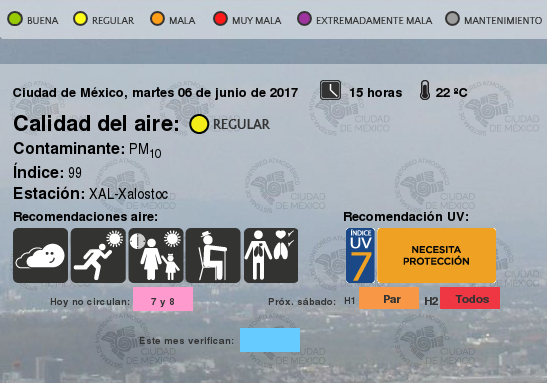 BUENA REGULAR MALA MUY MALA EXTREMADAMENTE MALA MANTENIMIENTO
Ciudad de México, martes 06 de junio de 2017 15 horas 22 ºC
Calidad del aire: REGULAR
Contaminante: PM10
Índice: 99
Estación: XAL-Xalostoc
Recomendaciones aire: Recomendación UV:
ÍNDICE
UV
7
NECESITA
PROTECCIÓN
Hoy no circulan: 7 y 8 Próx. sábado: H1 Par H2 Todos
Este mes verifican:
CIUDAD
DE MÉXICO